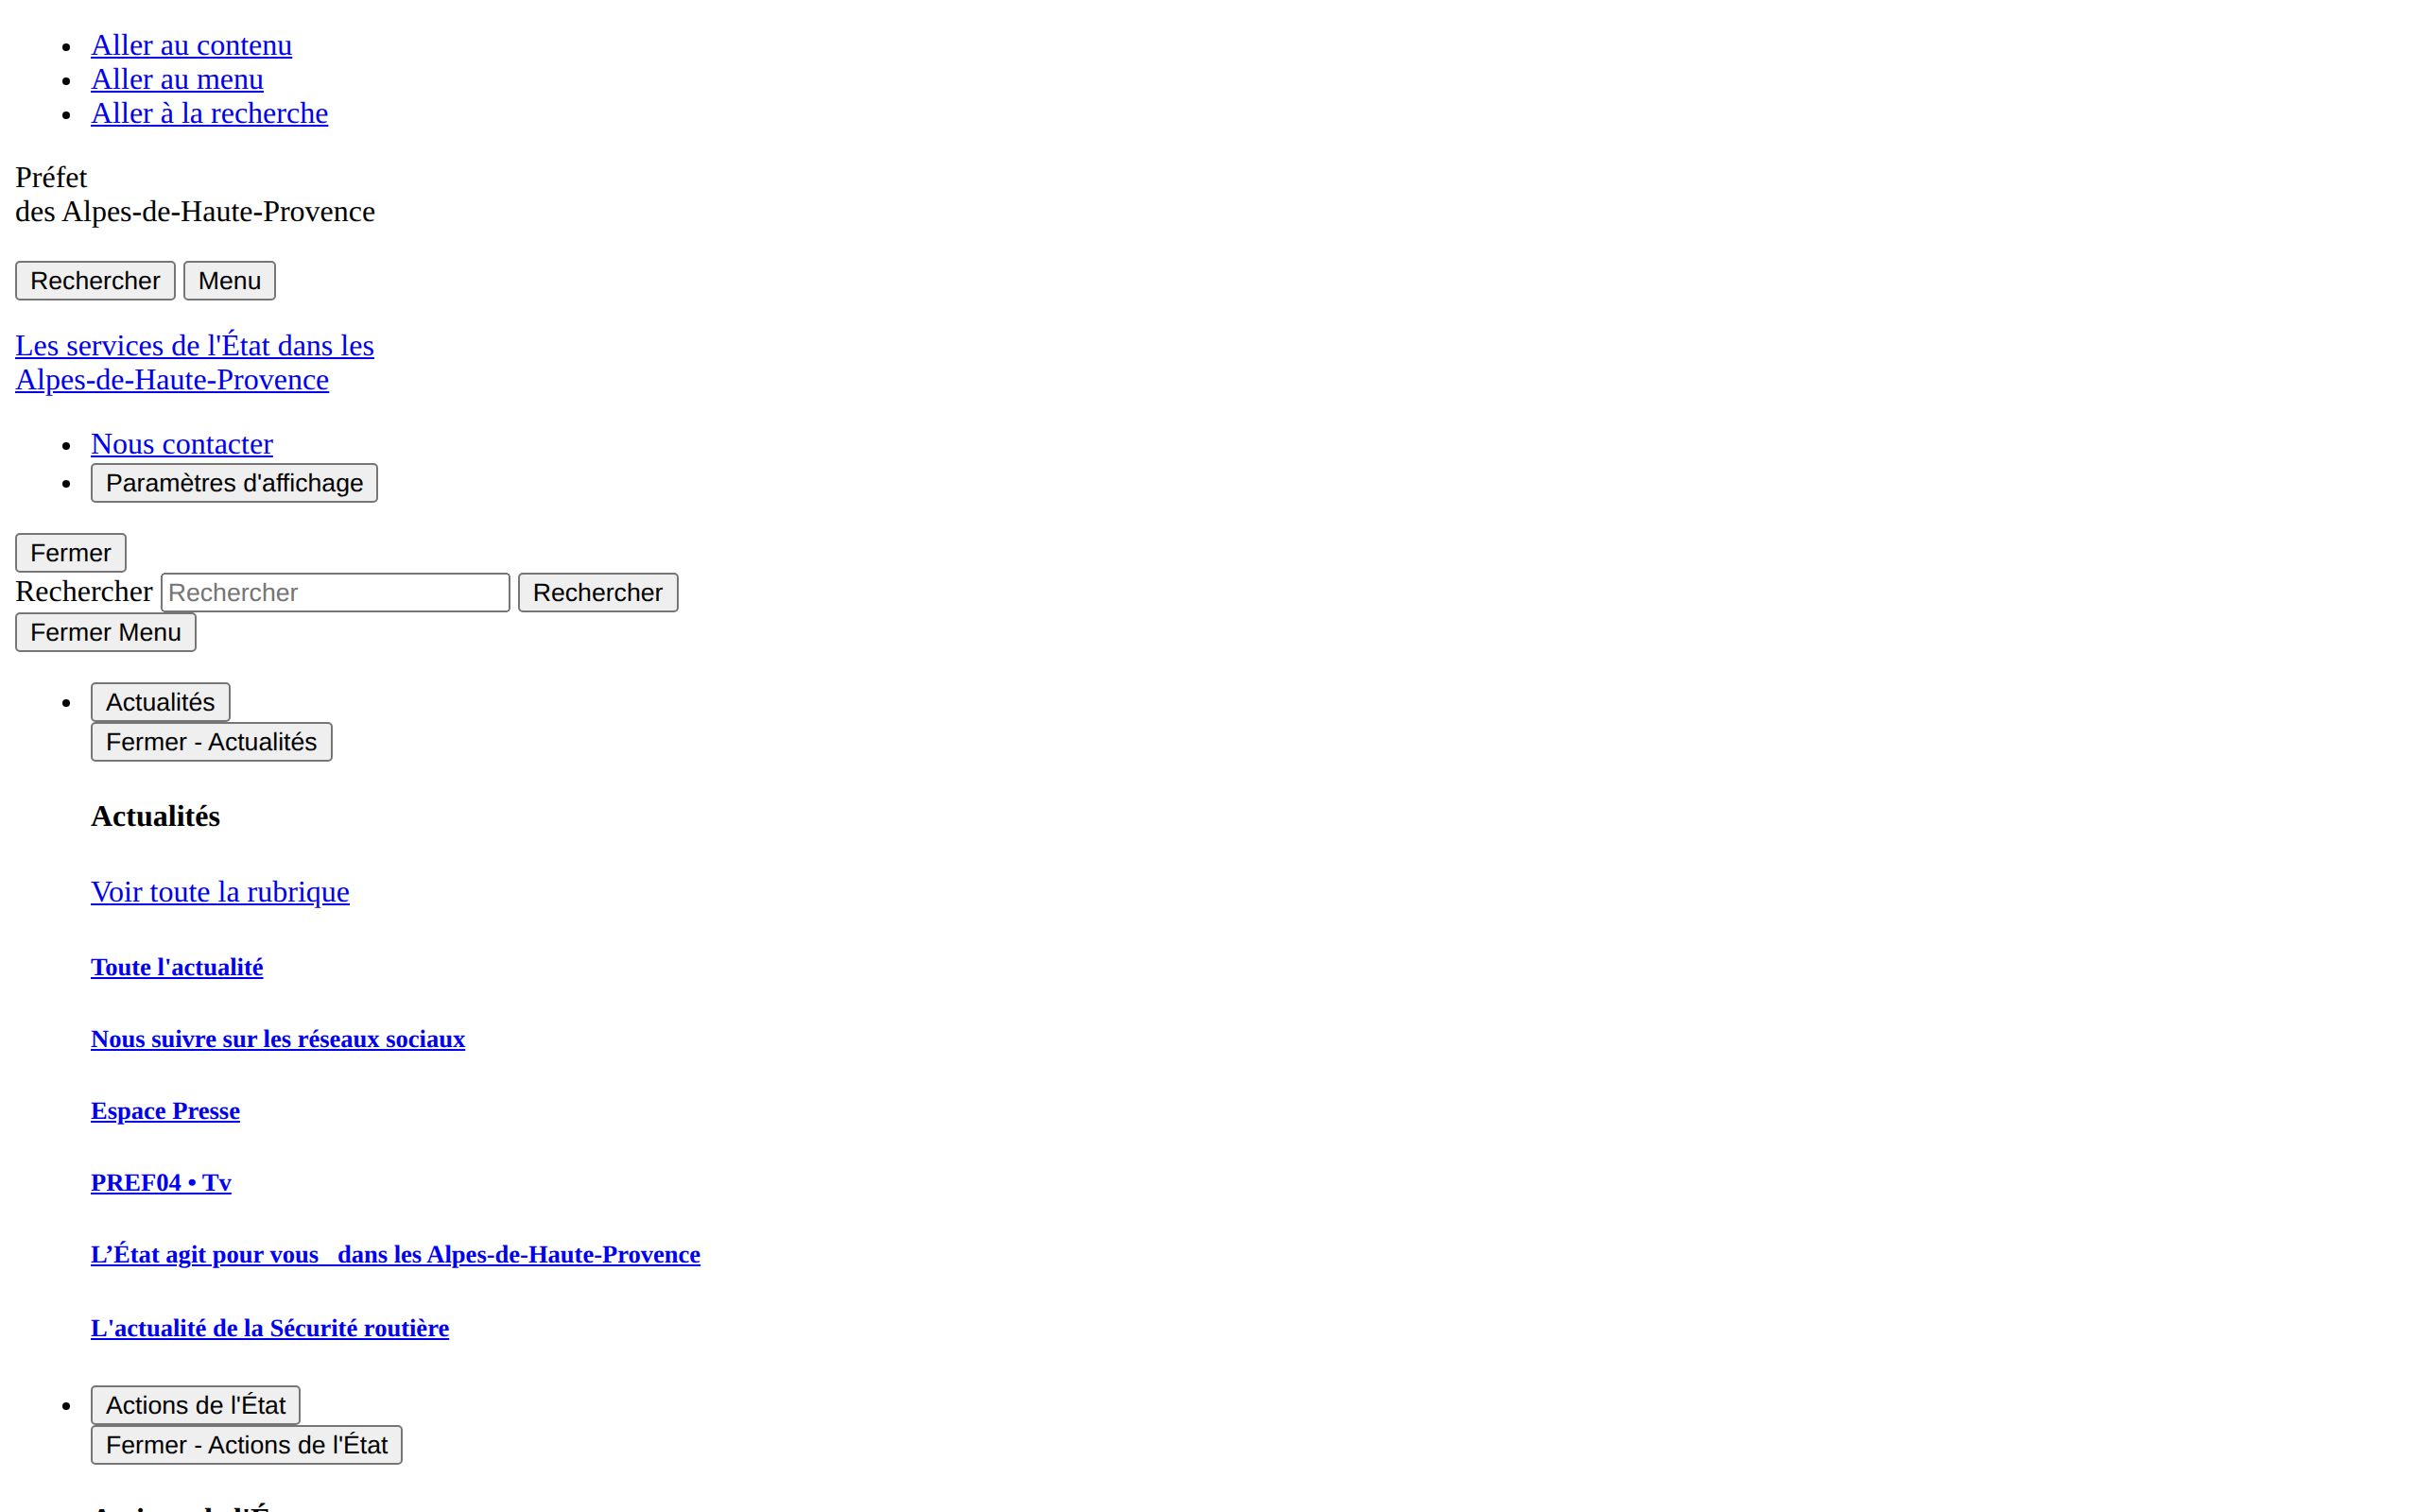 Aller au contenu
Aller au menu
Aller à la recherche
Préfet
des Alpes-de-Haute-Provence
Rechercher Menu
Les services de l'État dans les
Alpes-de-Haute-Provence
Nous contacter
Paramètres d'affichage
Fermer
Rechercher Rechercher Rechercher
Fermer Menu
Actualités
Fermer - Actualités
Actualités
Voir toute la rubrique
Toute l'actualité
Nous suivre sur les réseaux sociaux
Espace Presse
PREF04 • Tv
L’État agit pour vous   dans les Alpes-de-Haute-Provence
L'actualité de la Sécurité routière
Actions de l'État
Fermer - Actions de l'État